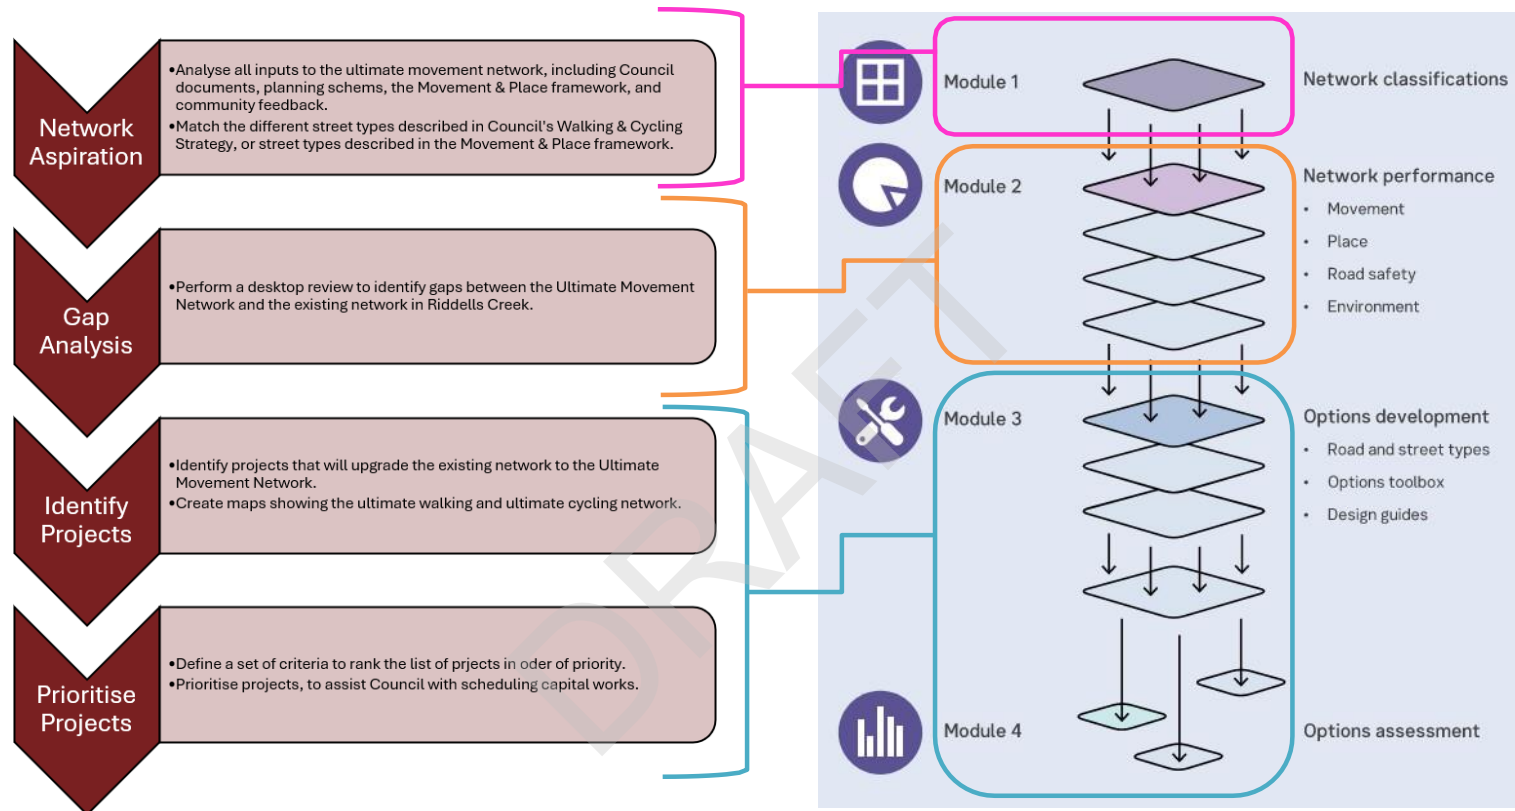 Network
Aspiration
•Analyse all inputs to the ultimate movement network, including Council
documents, planning schemes, the Movement & Place framework, and
community feedback.
•Match the different street types described in Council's Walking & Cycling
Strategy, or street types described in the Movement & Place framework.
Gap
Analysis
•Perform a desktop review to identify gaps between the Ultimate Movement
Network and the existing network in Riddells Creek.
Identify
Projects
•Identify projects that will upgrade the existing network to the Ultimate
Movement Network.
•Create maps showing the ultimate walking and ultimate cycling network.
Prioritise
Projects
•Define a set of criteria to rank the list of prjects in oder of priority.
•Prioritise projects, to assist Council with scheduling capital works.
Module 1
Network classifications
Module 2
Network performance
• Movement
• Place
• Road safety
• Environment
Module 3
Options development
• Road and street types
• Options toolbox
• Design guides
Module 4
Options assessment
DRAFT